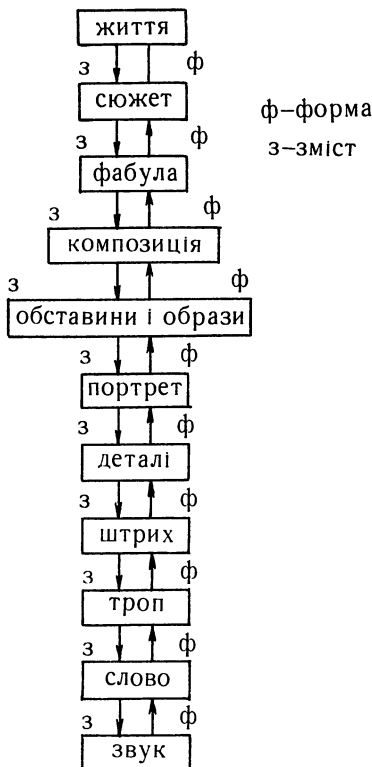 життя
з ф
сюжет
ф–форма
з ф
з–зміст
фабула
з ф
композиція
з ф
обставини і образи
з ф
портрет
з ф
деталі
з ф
штрих
з ф
троп
з ф
слово
з ф
звук